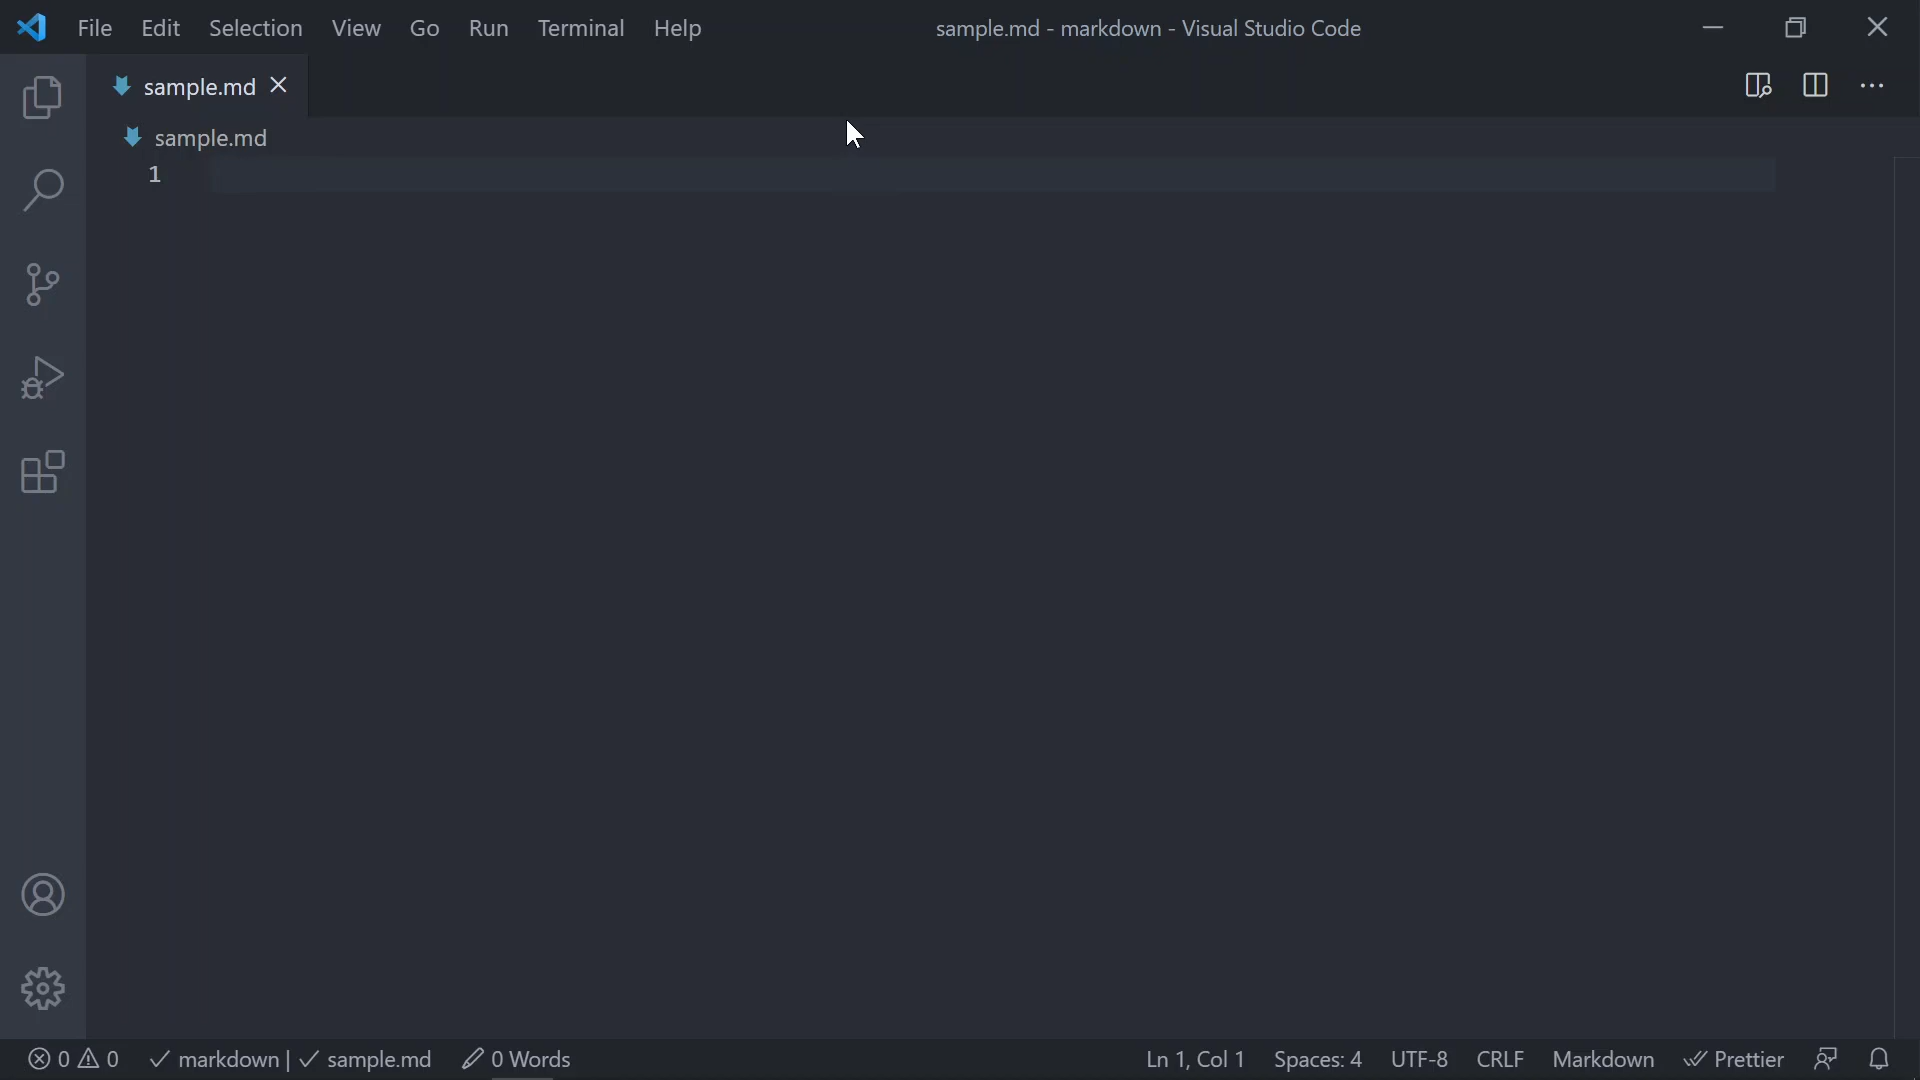 File Edit Selection View Go Run Terminal Help sample.md - markdown - Visual Studio Code
sample.md
sample.md
1
0 0 markdown | sample.md 0 Words Ln 1, Col 1 Spaces: 4 UTF-8 CRLF Markdown Prettier